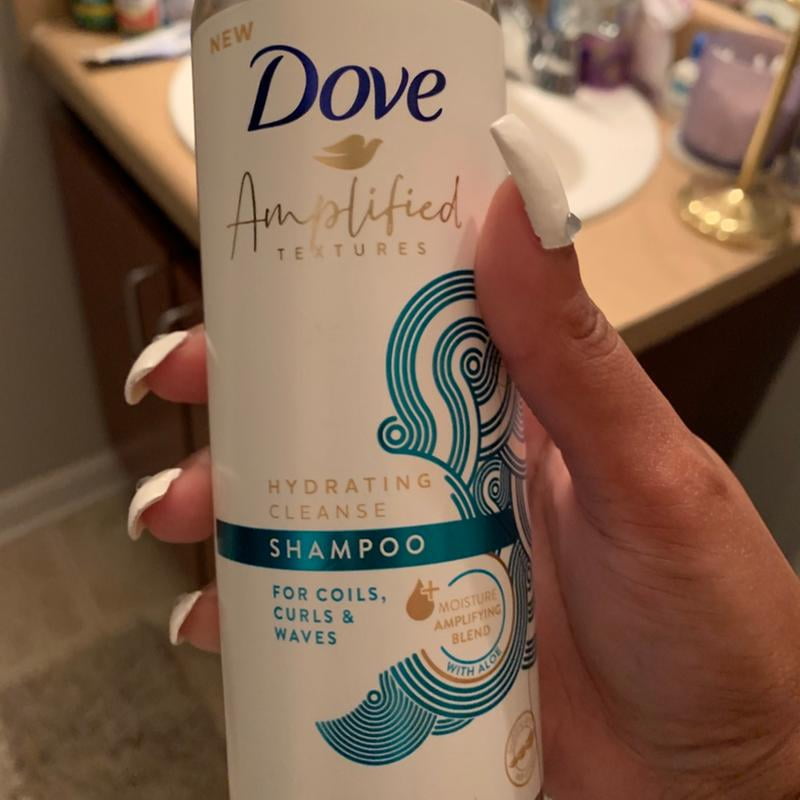 NEW
Dove
Amplified
TEXTURES
HYDRATING
CLEANSE
SHAMPOO
FOR COILS,
CURLS &
WAVES
MOISTURE
AMPLIFYING
BLEND
WITH ALOE